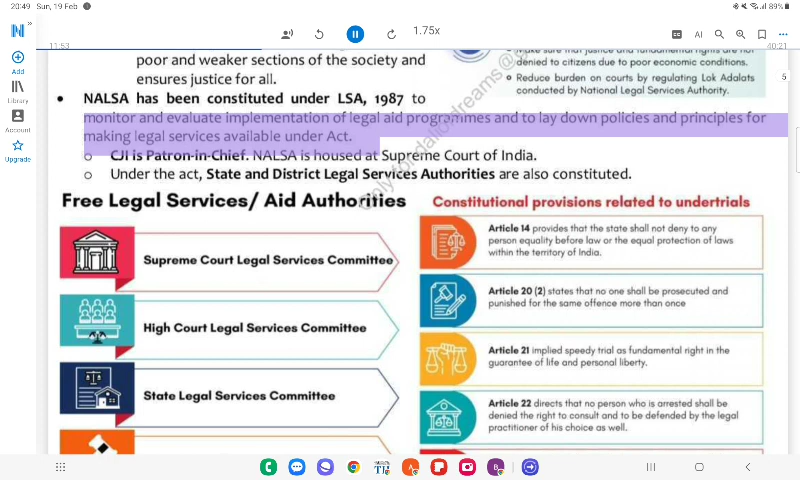 20:49 Sun, 19 Feb
89%
1.75x
AI
11:53
40:21
Add
Library
Account
Upgrade
5
poor and weaker sections of the society and
ensures justice for all.
Make sure that justice and fundamental rights are not
denied to citizens due to poor economic conditions.
Reduce burden on courts by regulating Lok Adalats
conducted by National Legal Services Authority.
• NALSA has been constituted under LSA, 1987 to
monitor and evaluate implementation of legal aid programmes and to lay down policies and principles for
making legal services available under Act.
o CJI is Patron-in-Chief. NALSA is housed at Supreme Court of India.
o Under the act, State and District Legal Services Authorities are also constituted.
Free Legal Services/ Aid Authorities
Supreme Court Legal Services Committee
High Court Legal Services Committee
State Legal Services Committee
Constitutional provisions related to undertrials
Article 14 provides that the state shall not deny to any
person equality before law or the equal protection of laws
within the territory of India.
Article 20 (2) states that no one shall be prosecuted and
punished for the same offence more than once
Article 21 implied speedy trial as fundamental right in the
guarantee of life and personal liberty.
Article 22 directs that no person who is arrested shall be
denied the right to consult and to be defended by the legal
practitioner of his choice as well.